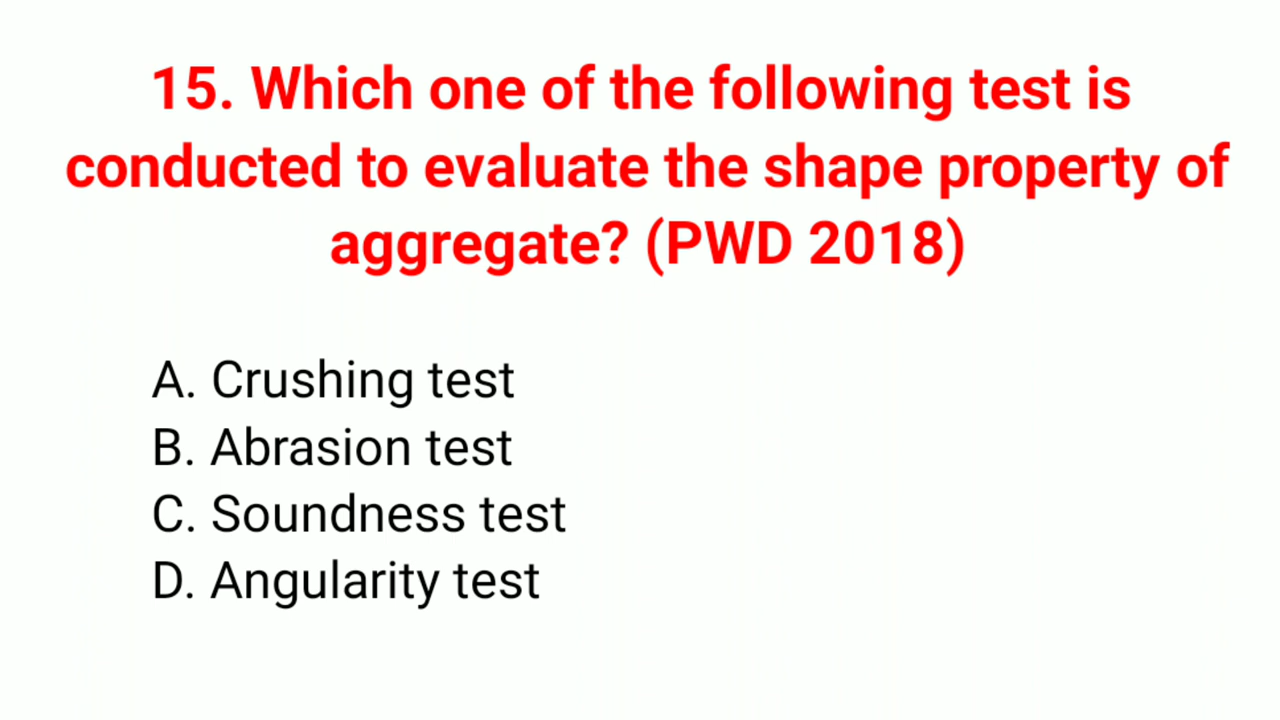 15. Which one of the following test is
conducted to evaluate the shape property of
aggregate? (PWD 2018)
A. Crushing test
B. Abrasion test
C. Soundness test
D. Angularity test